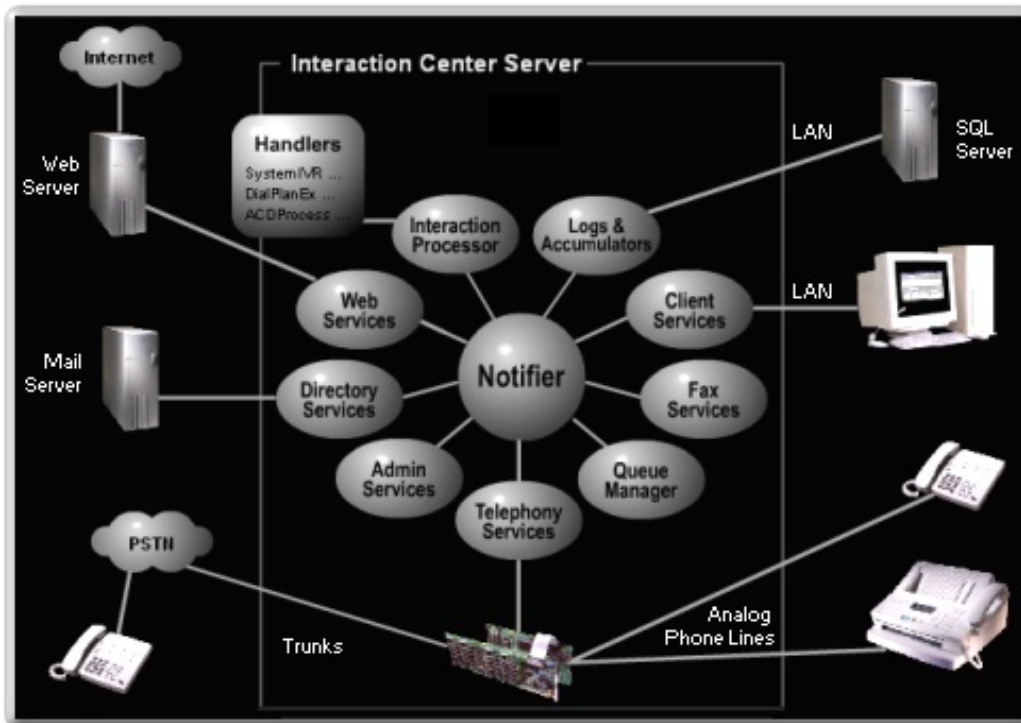 Internet
Interaction Center Server
Web
Server
Handlers
SystemIVR ...
DialPlanEx ...
ACDProcess ...
Interaction
Processor
Logs &
Accumulators
LAN
SQL
Server
Web
Services
Client
Services
LAN
Mail
Server
Directory
Services
Notifier
Fax
Services
Admin
Services
Queue
Manager
Telephony
Services
PSTN
Trunks
Analog
Phone Lines